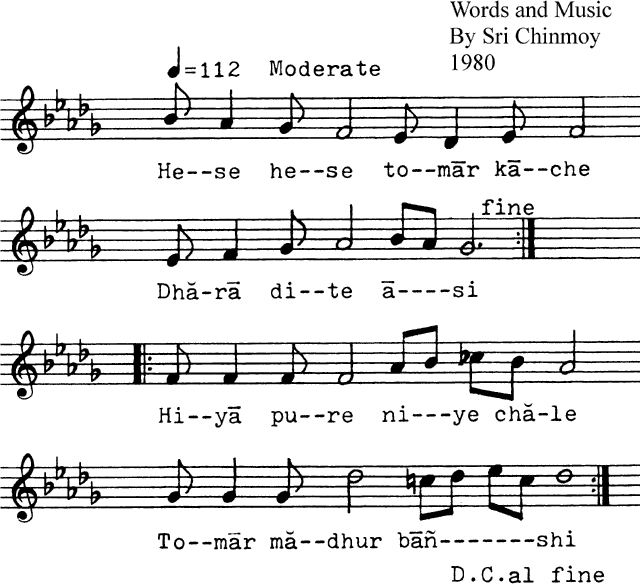 Words and Music
By Sri Chinmoy
1980
=112 Moderate
He--se he--se to--mār kā--che
fine
Dhă-rā di--te ā----si
Hi--yā pu--re ni---ye chă-le
To--mār mă--dhur bāñ-------shi
D.C.al fine